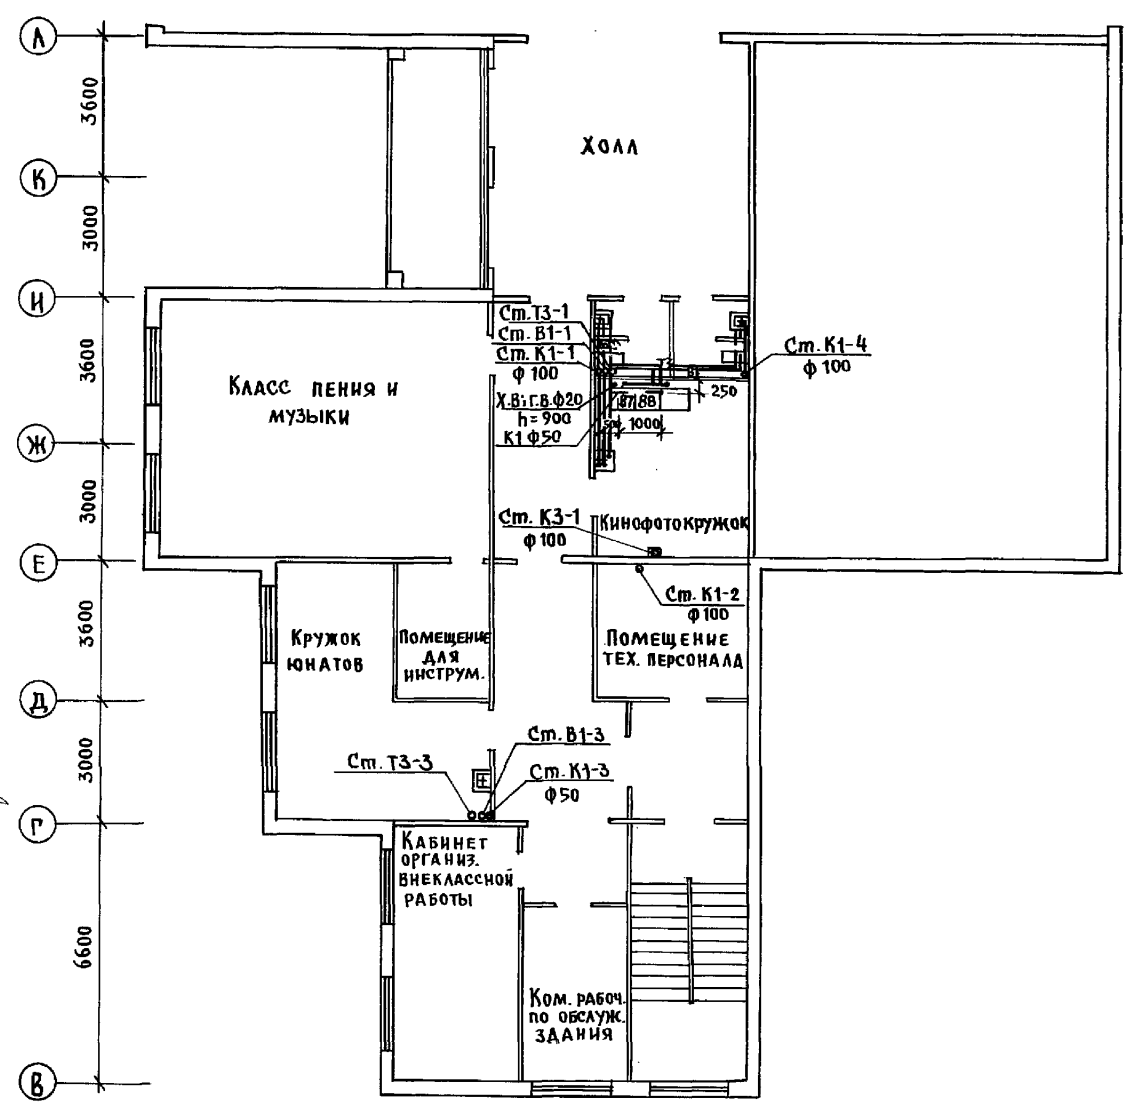 Л
3600
К
3000
И
3600
Ж
3000
Е
3600
Д
3000
Г
6600
В
ХОЛЛ
Ст. Т3-1
Ст. В1-1
Ст. К1-1
ф 100
Х.В; Г.В. ф20
h=900
К1 ф50
Ст. К1-4
ф 100
250
87 88
500
1000
КЛАСС ПЕНИЯ И
МУЗЫКИ
Ст. К3-1
ф 100
КИНОФОТОКРУЖОК
Ст. К1-2
ф 100
КРУЖОК
ЮНАТОВ
ПОМЕЩЕНИЕ
ДЛЯ
ИНСТРУМ.
ПОМЕЩЕНИЕ
ТЕХ. ПЕРСОНАЛА
Ст. Т3-3
Ст. В1-3
Ст. К1-3
ф50
КАБИНЕТ
ОРГАНИЗ.
ВНЕКЛАССНОЙ
РАБОТЫ
КОМ. РАБОЧ.
ПО ОБСЛУЖ.
ЗДАНИЯ